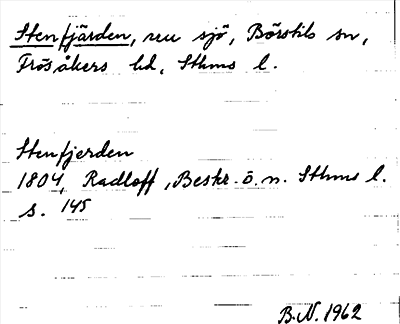 Stenfjärden, nu sjö, Börstils sn,
Frösåkers hd, Sthms l.
Stenfjerden
1804, Radloff, Beskr. ö. n. Sthms l.
s. 145
B.N. 1962